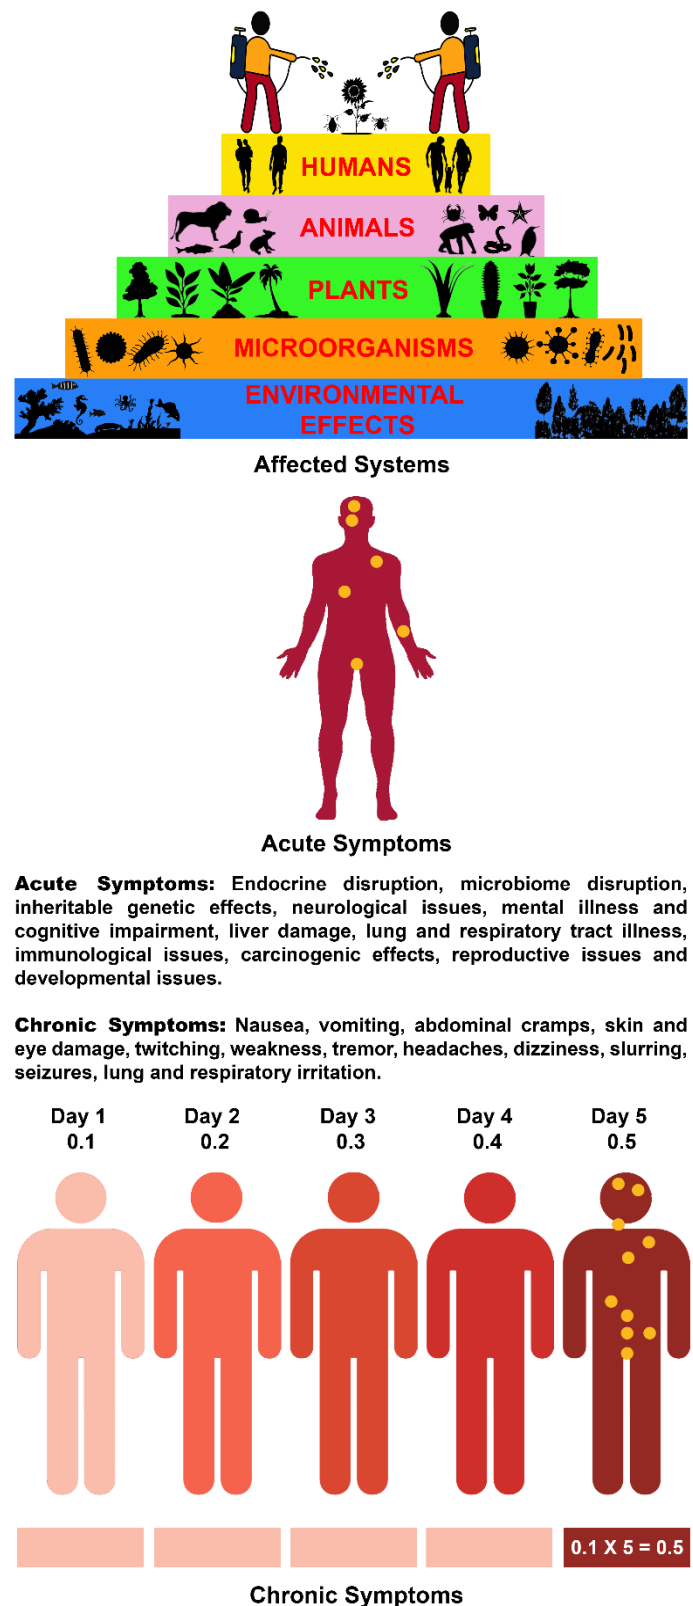 HUMANS
ANIMALS
PLANTS
MICROORGANISMS
ENVIRONMENTAL
EFFECTS
Affected Systems
Acute Symptoms
Acute Symptoms: Endocrine disruption, microbiome disruption,
inheritable genetic effects, neurological issues, mental illness and
cognitive impairment, liver damage, lung and respiratory tract illness,
immunological issues, carcinogenic effects, reproductive issues and
developmental issues.
Chronic Symptoms: Nausea, vomiting, abdominal cramps, skin and
eye damage, twitching, weakness, tremor, headaches, dizziness, slurring,
seizures, lung and respiratory irritation.
Day 1 Day 2 Day 3 Day 4 Day 5
0.1 0.2 0.3 0.4 0.5
0.1 X 5 = 0.5
Chronic Symptoms